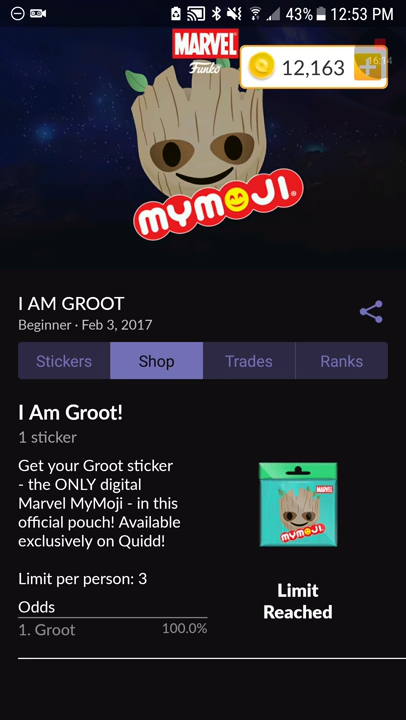 43% 12:53 PM
MARVEL
Funko
12,163
16:14
MYMOJI
I AM GROOT
Beginner · Feb 3, 2017
Stickers
Shop
Trades
Ranks
I Am Groot!
1 sticker
Get your Groot sticker
- the ONLY digital
Marvel MyMoji - in this
official pouch! Available
exclusively on Quidd!
MARVEL
MYMOJI
Limit per person: 3
Limit
Reached
Odds
1. Groot 100.0%